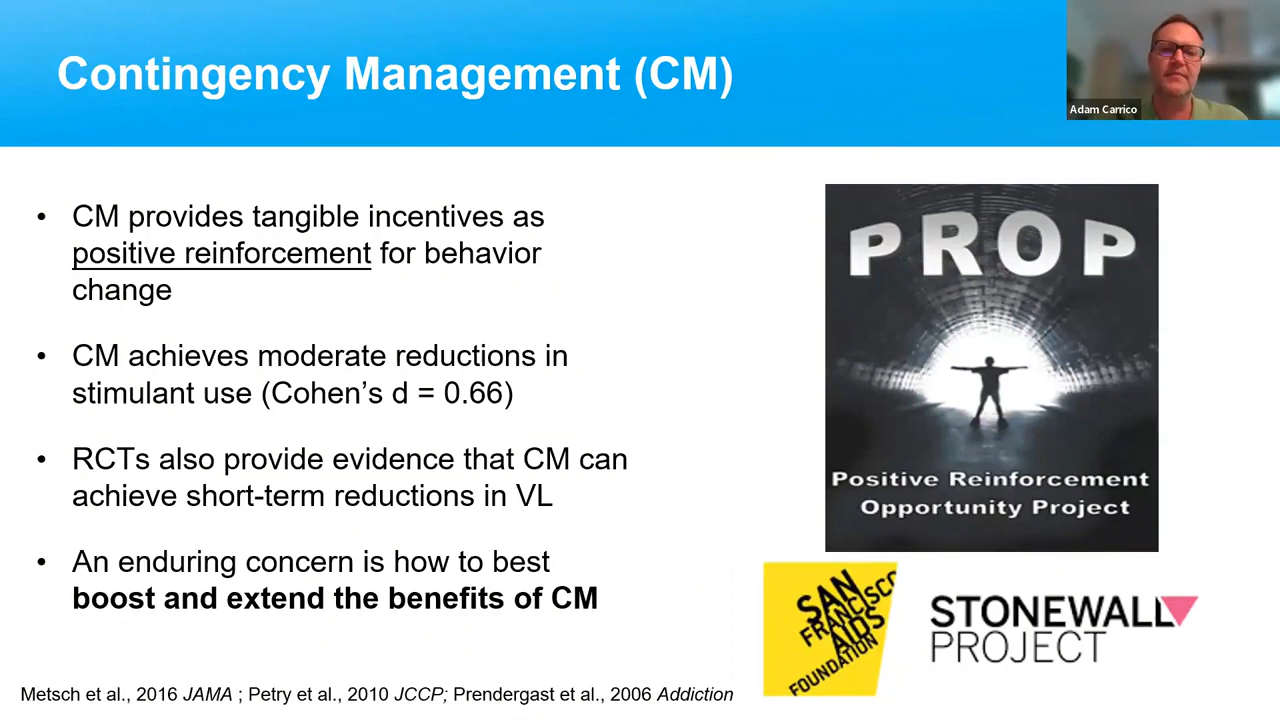 Contingency Management (CM)
Adam Carrico
• CM provides tangible incentives as
positive reinforcement for behavior
change
• CM achieves moderate reductions in
stimulant use (Cohen’s d = 0.66)
• RCTs also provide evidence that CM can
achieve short-term reductions in VL
• An enduring concern is how to best
boost and extend the benefits of CM
PROP
Positive Reinforcement
Opportunity Project
SAN
FRANCISCO
AIDS
FOUNDATION
STONEWALL
PROJECT
Metsch et al., 2016 JAMA ; Petry et al., 2010 JCCP; Prendergast et al., 2006 Addiction